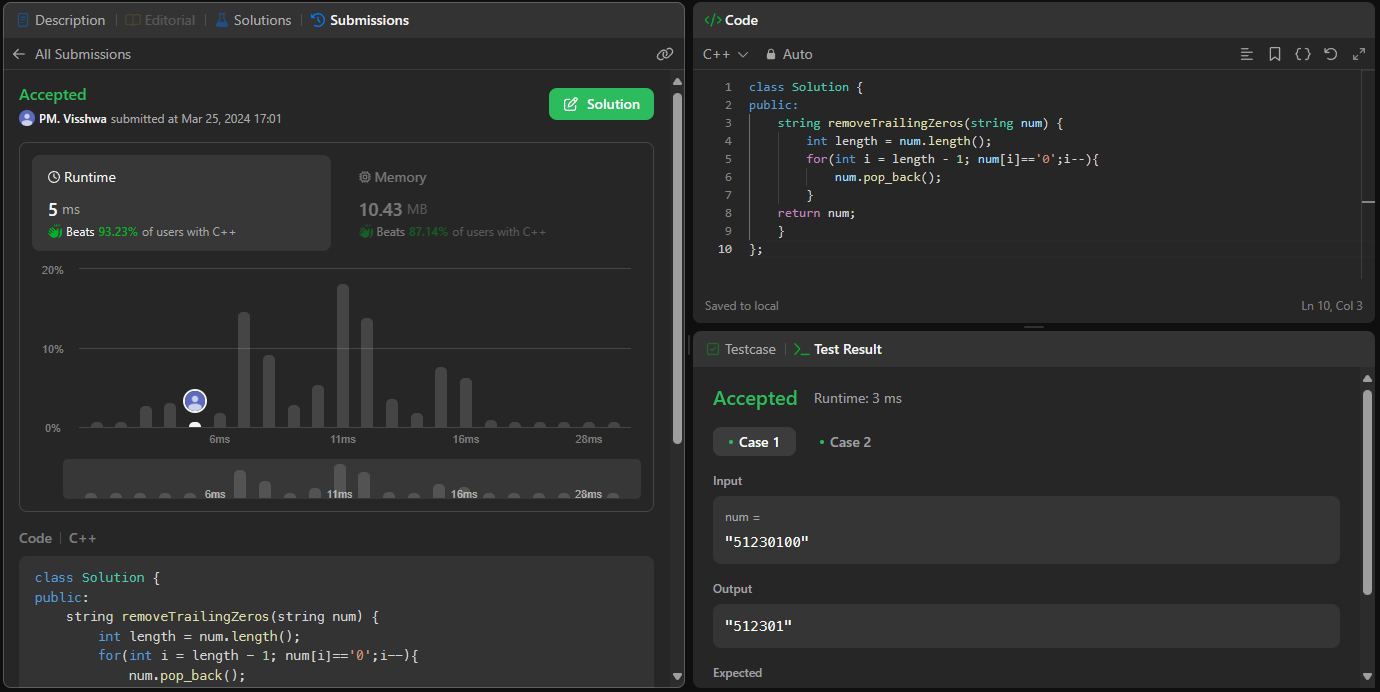 Description Editorial Solutions Submissions
All Submissions
Accepted
Solution
PM. Visshwa submitted at Mar 25, 2024 17:01
Runtime
5 ms
Beats 93.23% of users with C++
Memory
10.43 MB
Beats 87.14% of users with C++
20%
10%
0%
6ms 11ms 16ms 28ms
6ms 11ms 16ms 28ms
Code C++
class Solution {
public:
string removeTrailingZeros(string num) {
int length = num.length();
for(int i = length - 1; num[i]=='0';i--){
num.pop_back();
</> Code
C++ Auto
1 class Solution {
2 public:
3 string removeTrailingZeros(string num) {
4 int length = num.length();
5 for(int i = length - 1; num[i]=='0';i--){
6 num.pop_back();
7 }
8 return num;
9 }
10 };
Saved to local Ln 10, Col 3
Testcase Test Result
Accepted Runtime: 3 ms
Case 1 Case 2
Input
num =
"51230100"
Output
"512301"
Expected